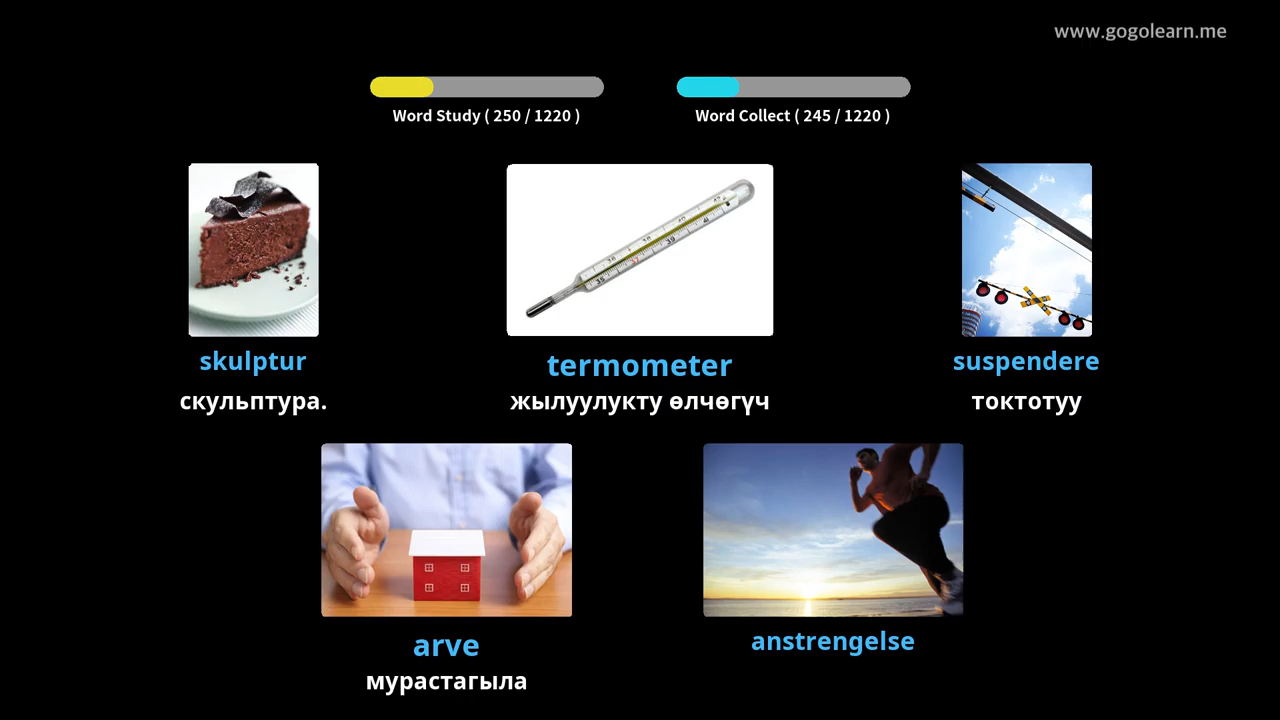 www.gogolearn.me
Word Study ( 250 / 1220 )
Word Collect ( 245 / 1220 )
skulptur
скульптура.
termometer
жылуулукту өлчөгүч
suspendere
токтотуу
arve
мурастагыла
anstrengelse